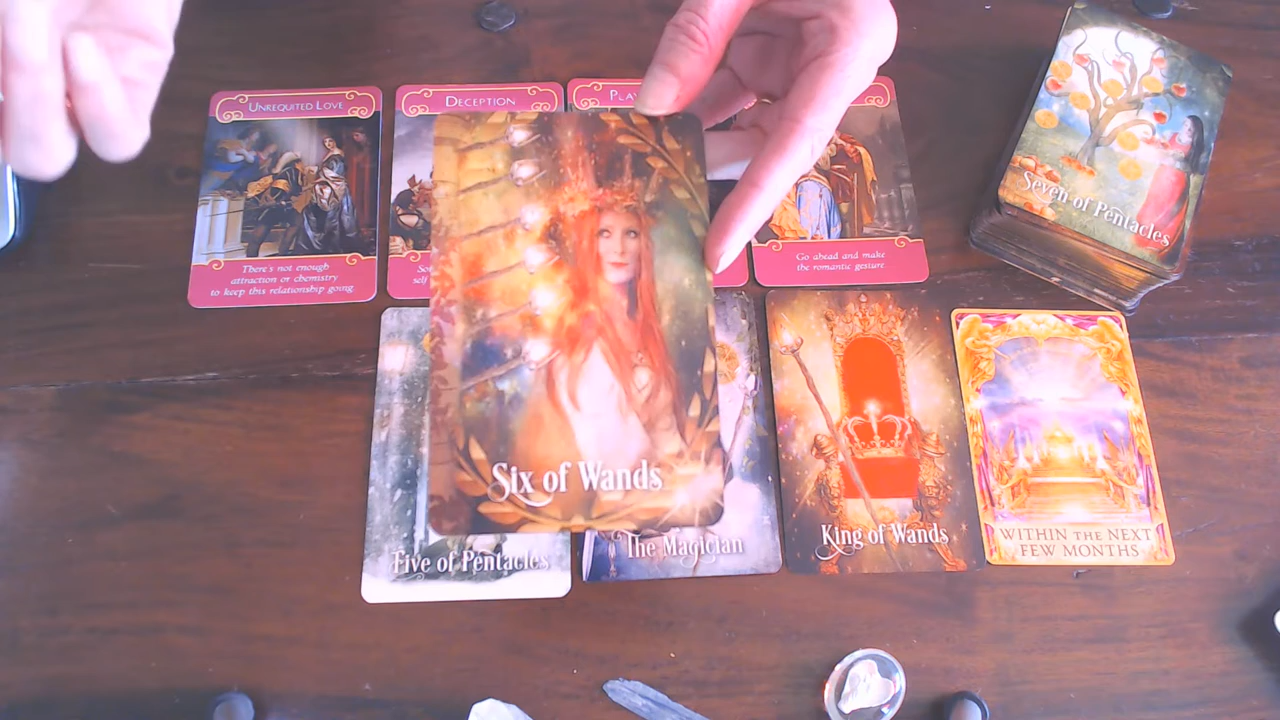 UNREQUITED LOVE
There's not enough
attraction or chemistry
to keep this relationship going.
DECEPTION
Go ahead and make
the romantic gesture
Seven of Pentacles
Six of Wands
Five of Pentacles
The Magician
King of Wands
WITHIN THE NEXT
FEW MONTHS